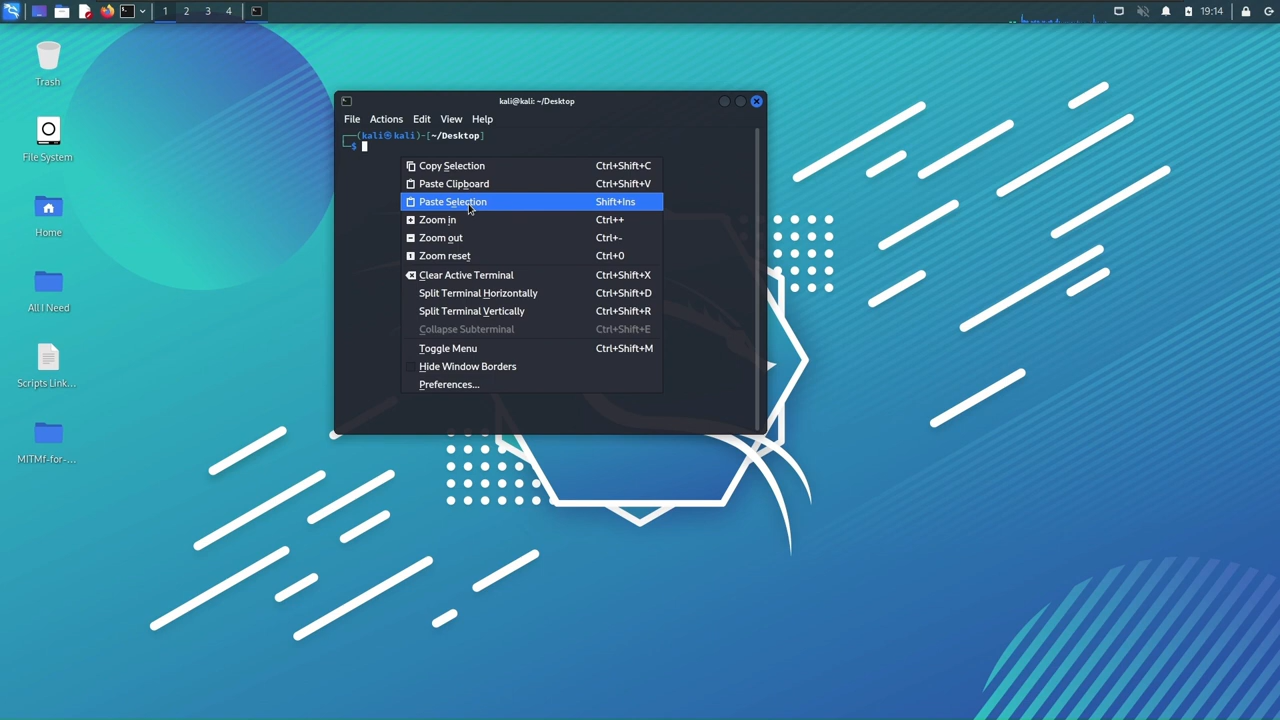 1 2 3 4
19:14
Trash
File System
Home
All I Need
Scripts Link...
MITMf-for-...
kali@kali: ~/Desktop
File Actions Edit View Help
┌──(kali㉿kali)-[~/Desktop]
└─$
Copy Selection Ctrl+Shift+C
Paste Clipboard Ctrl+Shift+V
Paste Selection Shift+Ins
Zoom in Ctrl++
Zoom out Ctrl+-
Zoom reset Ctrl+0
Clear Active Terminal Ctrl+Shift+X
Split Terminal Horizontally Ctrl+Shift+D
Split Terminal Vertically Ctrl+Shift+R
Collapse Subterminal Ctrl+Shift+E
Toggle Menu Ctrl+Shift+M
Hide Window Borders
Preferences...